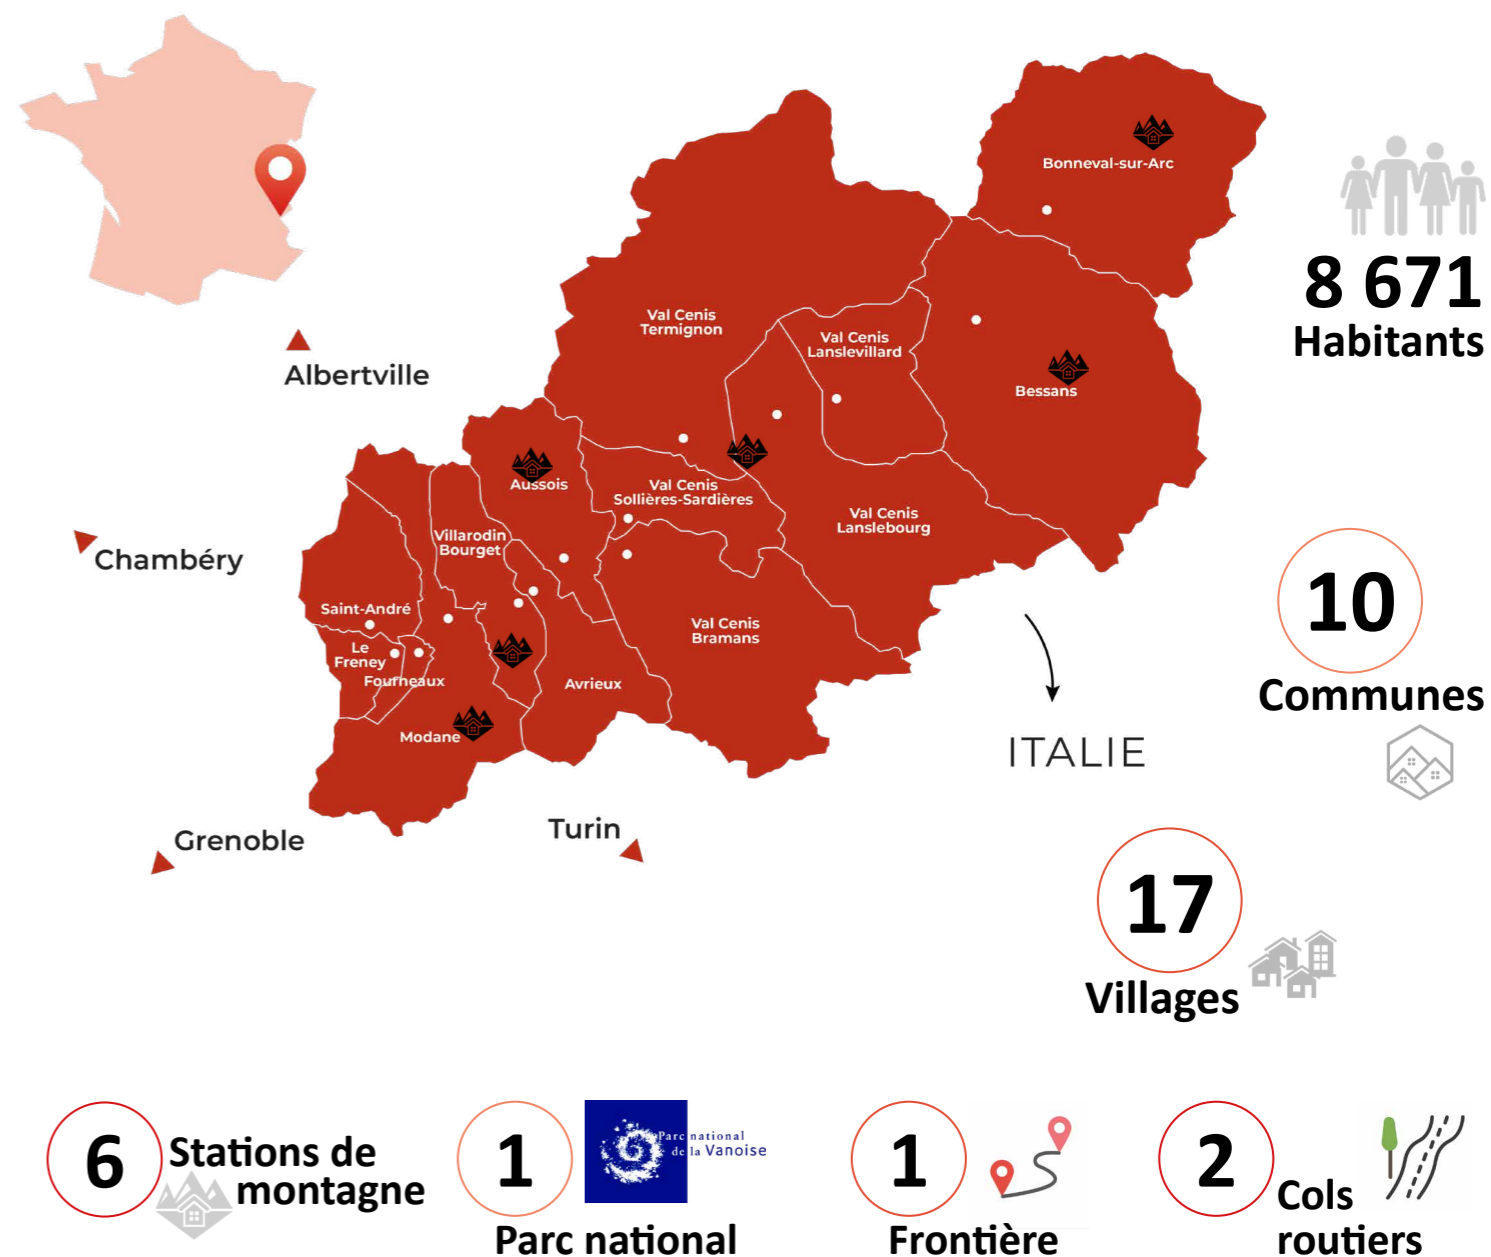 Bonneval-sur-Arc
8 671
Habitants
Val Cenis
Termignon
Val Cenis
Lanslevillard
Albertville
Bessans
Aussois
Val Cenis
Sollières-Sardières
Val Cenis
Lanslebourg
Villarodin
Bourget
Chambéry
10
Communes
Saint-André
Val Cenis
Bramans
Le
Freney
Fourneaux
Avrieux
Modane
ITALIE
Grenoble
Turin
17
Villages
6
Stations de
montagne
1
Parc national
de la Vanoise
Parc national
1
Frontière
2
Cols
routiers